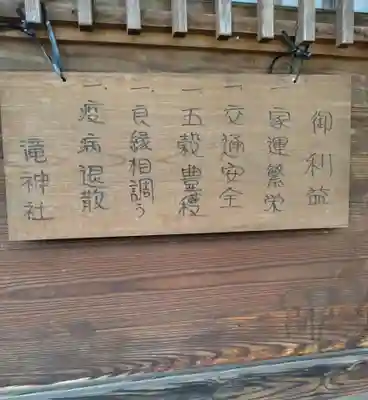 御利益
一 家運繁栄
一 交通安全
一 五穀豊穫
一 良縁相調う
一 疫病退散
滝神社